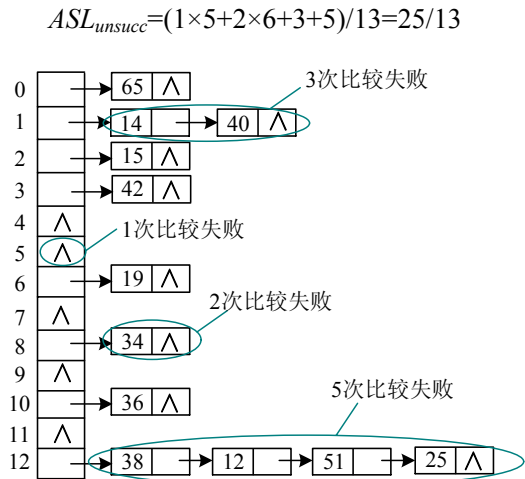 ASLunsucc=(1×5+2×6+3+5)/13=25/13
3次比较失败
0 65 ∧
1 14 40 ∧
2 15 ∧
3 42 ∧
4 ∧
1次比较失败
5 ∧
6 19 ∧
2次比较失败
7 ∧
8 34 ∧
9 ∧
5次比较失败
10 36 ∧
11 ∧
12 38 12 51 25 ∧